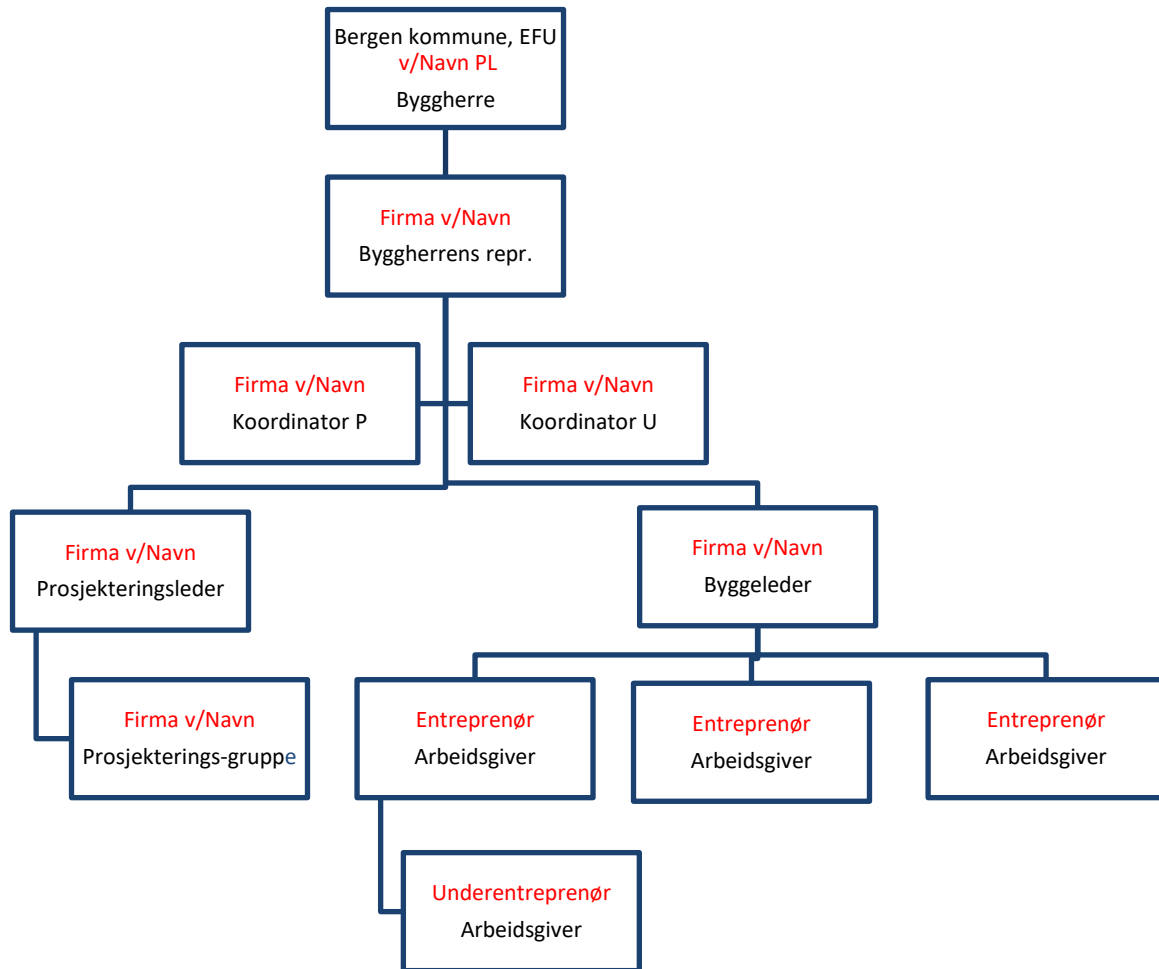 Bergen kommune, EFU
v/Navn PL
Byggherre
Firma v/Navn
Byggherrens repr.
Firma v/Navn
Koordinator P
Firma v/Navn
Koordinator U
Firma v/Navn
Prosjekteringsleder
Firma v/Navn
Byggeleder
Firma v/Navn
Prosjekterings-gruppe
Entreprenør
Arbeidsgiver
Entreprenør
Arbeidsgiver
Entreprenør
Arbeidsgiver
Underentreprenør
Arbeidsgiver